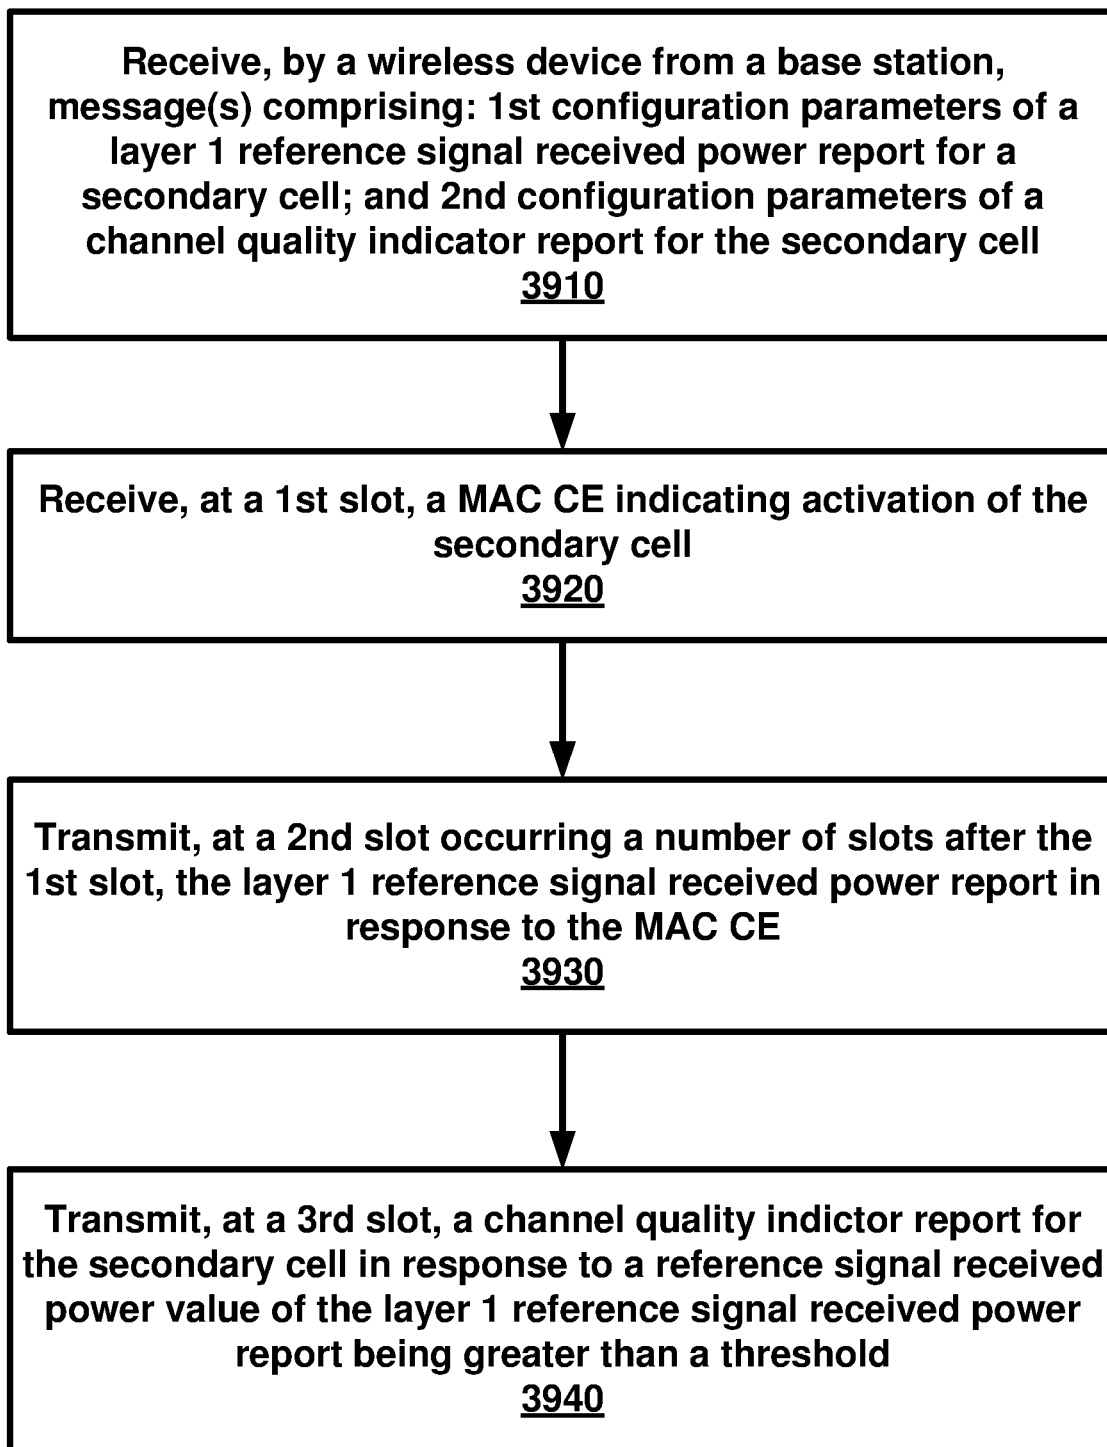 Receive, by a wireless device from a base station,
message(s) comprising: 1st configuration parameters of a
layer 1 reference signal received power report for a
secondary cell; and 2nd configuration parameters of a
channel quality indicator report for the secondary cell
3910
Receive, at a 1st slot, a MAC CE indicating activation of the
secondary cell
3920
Transmit, at a 2nd slot occurring a number of slots after the
1st slot, the layer 1 reference signal received power report in
response to the MAC CE
3930
Transmit, at a 3rd slot, a channel quality indictor report for
the secondary cell in response to a reference signal received
power value of the layer 1 reference signal received power
report being greater than a threshold
3940